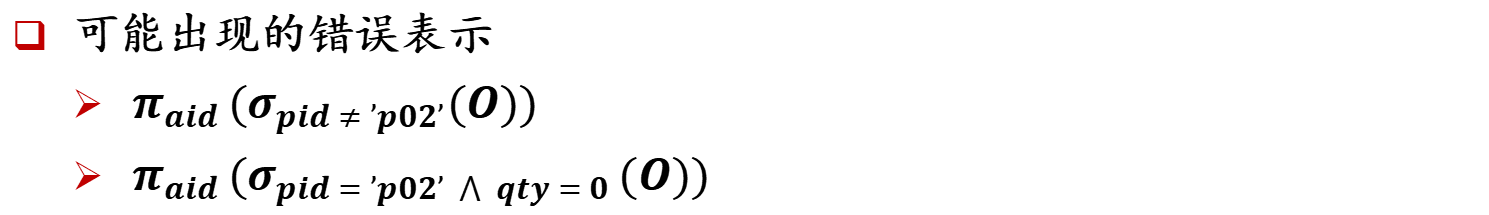 ❑ 可能出现的错误表示
➢ π_aid (σ_pid ≠ ’p02’(O))
➢ π_aid (σ_pid = ’p02’ ∧ qty = 0 (O))